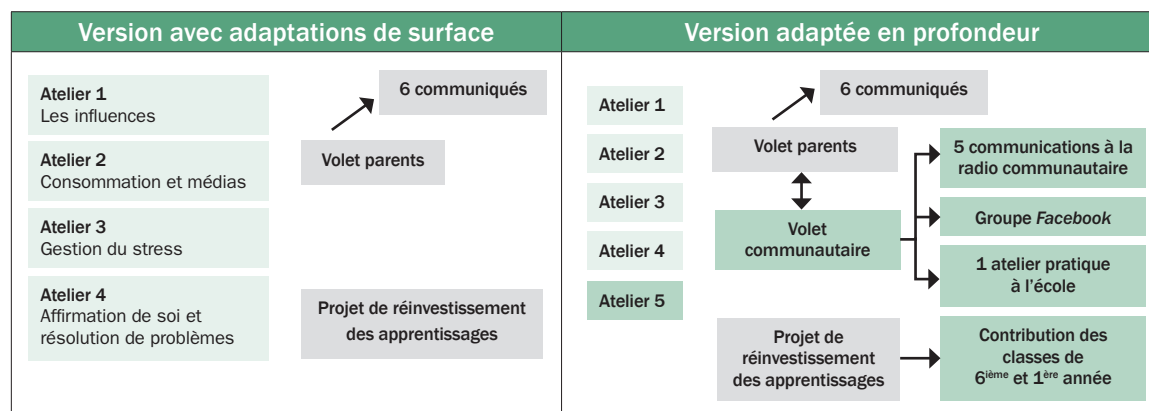 Version avec adaptations de surface
Atelier 1
Les influences
Atelier 2
Consommation et médias
Atelier 3
Gestion du stress
Atelier 4
Affirmation de soi et
résolution de problèmes
6 communiqués
Volet parents
Projet de réinvestissement
des apprentissages
Version adaptée en profondeur
Atelier 1
Atelier 2
Atelier 3
Atelier 4
Atelier 5
6 communiqués
Volet parents
Volet
communautaire
5 communications à la
radio communautaire
Groupe Facebook
1 atelier pratique
à l’école
Projet de
réinvestissement
des apprentissages
Contribution des
classes de
6ième et 1ère année